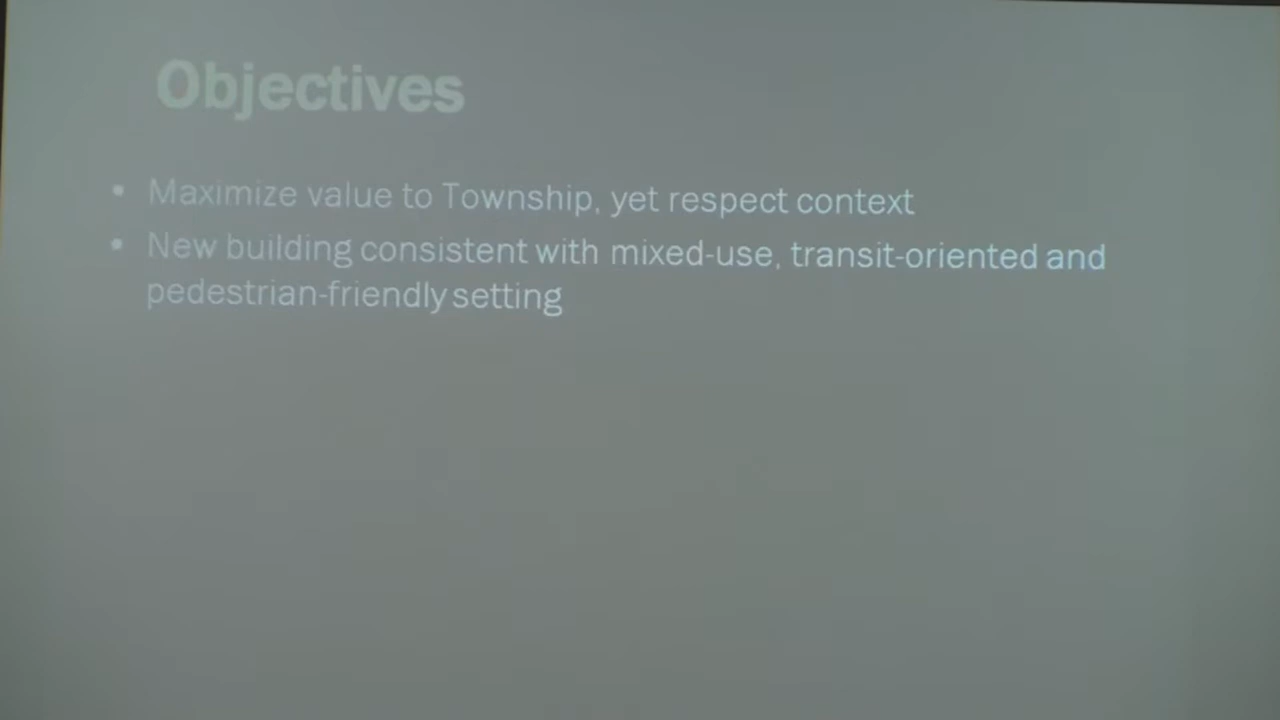 Objectives
• Maximize value to Township, yet respect context
• New building consistent with mixed-use, transit-oriented and
pedestrian-friendly setting